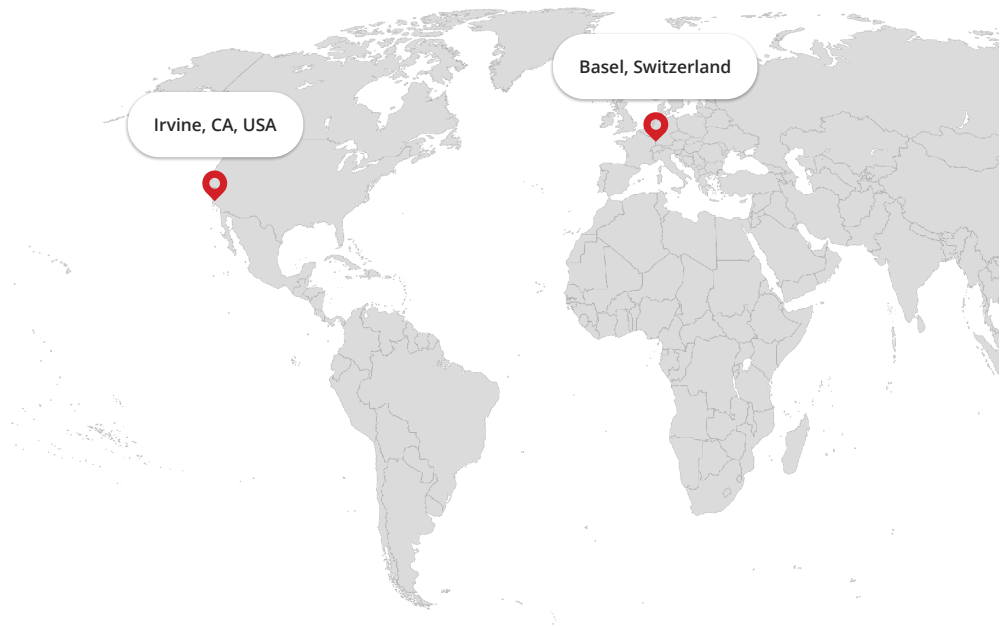 Basel, Switzerland
Irvine, CA, USA